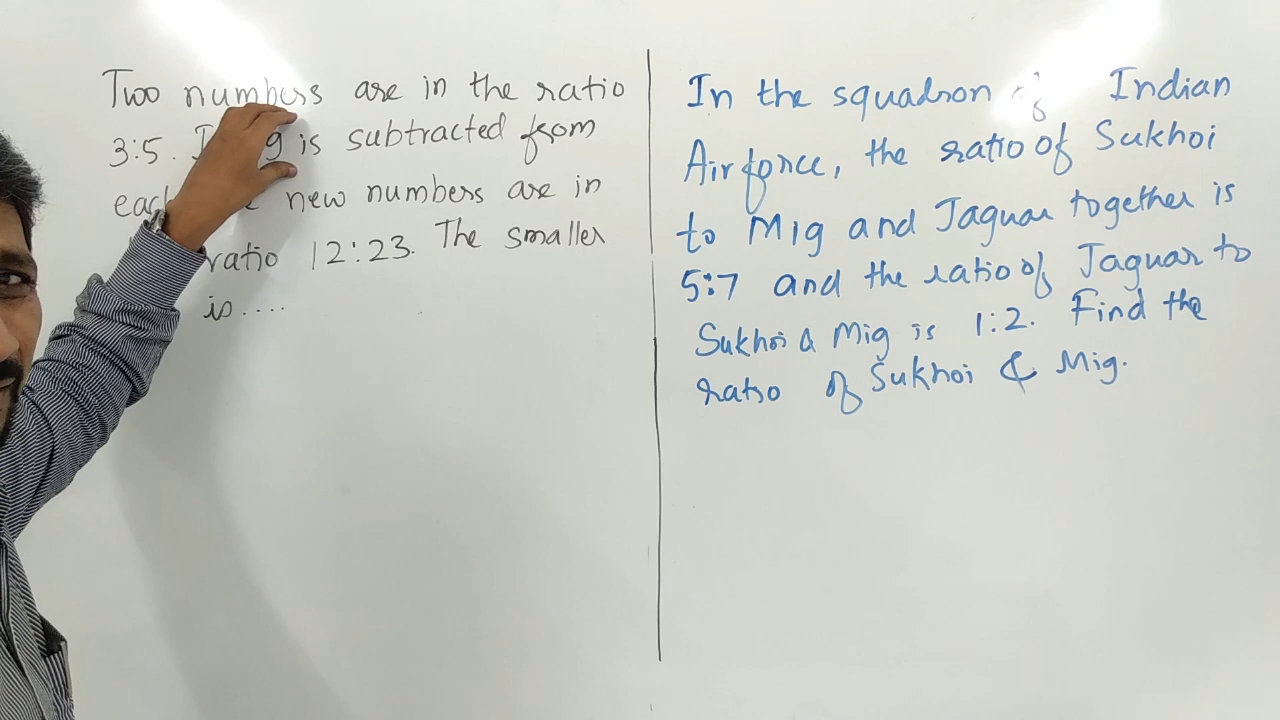 Two numbers are in the ratio
3:5. 9 is subtracted from
new numbers are in
ratio 12:23. The smaller
is....
In the squadron of Indian
Airforce, the ratio of Sukhoi
to Mig and Jaguar together is
5:7 and the ratio of Jaguar to
Sukhoi & Mig is 1:2. Find the
ratio of Sukhoi & Mig.